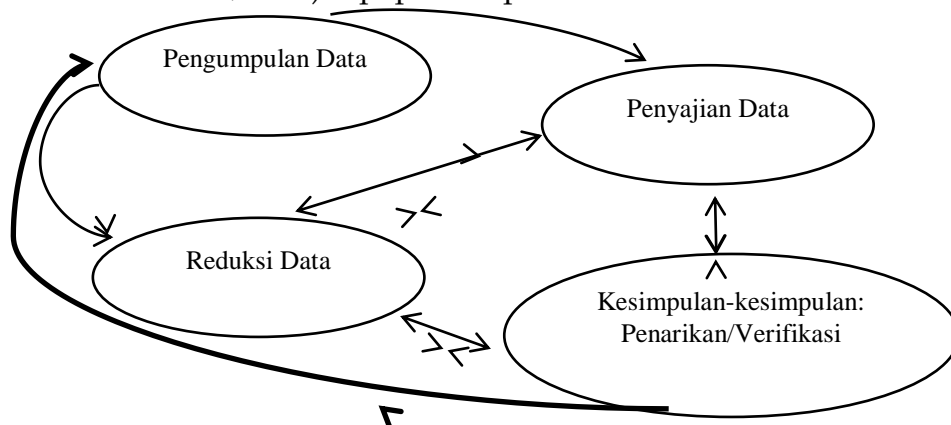 Pengumpulan Data
Penyajian Data
Reduksi Data
Kesimpulan-kesimpulan:
Penarikan/Verifikasi